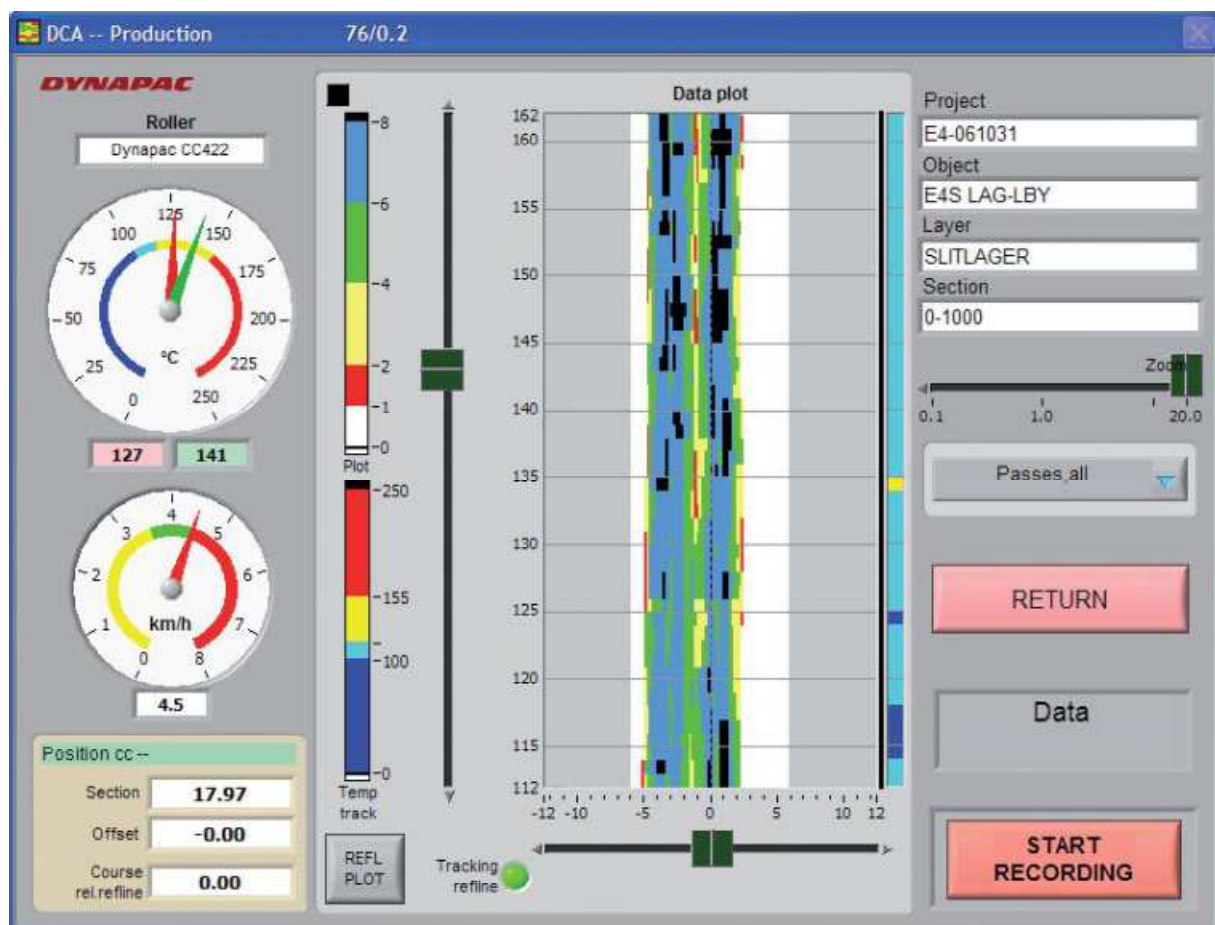 DCA -- Production 76/0.2
DYNAPAC
Roller
Dynapac CC422
0
25
50
75
100
125
150
175
200
225
250
°C
127 141
0
1
2
3
4
5
6
7
8
km/h
4.5
Position cc --
Section 17.97
Offset -0.00
Course
rel.refline 0.00
8
6
4
2
1
0
Plot
250
155
100
0
Temp
track
REFL
PLOT
Data plot
162
160
155
150
145
140
135
130
125
120
115
112
-12 -10 -5 0 5 10 12
Tracking
refline
Project
E4-061031
Object
E4S LAG-LBY
Layer
SLITLAGER
Section
0-1000
Zoom
0.1 1.0 20.0
Passes_all
RETURN
Data
START
RECORDING